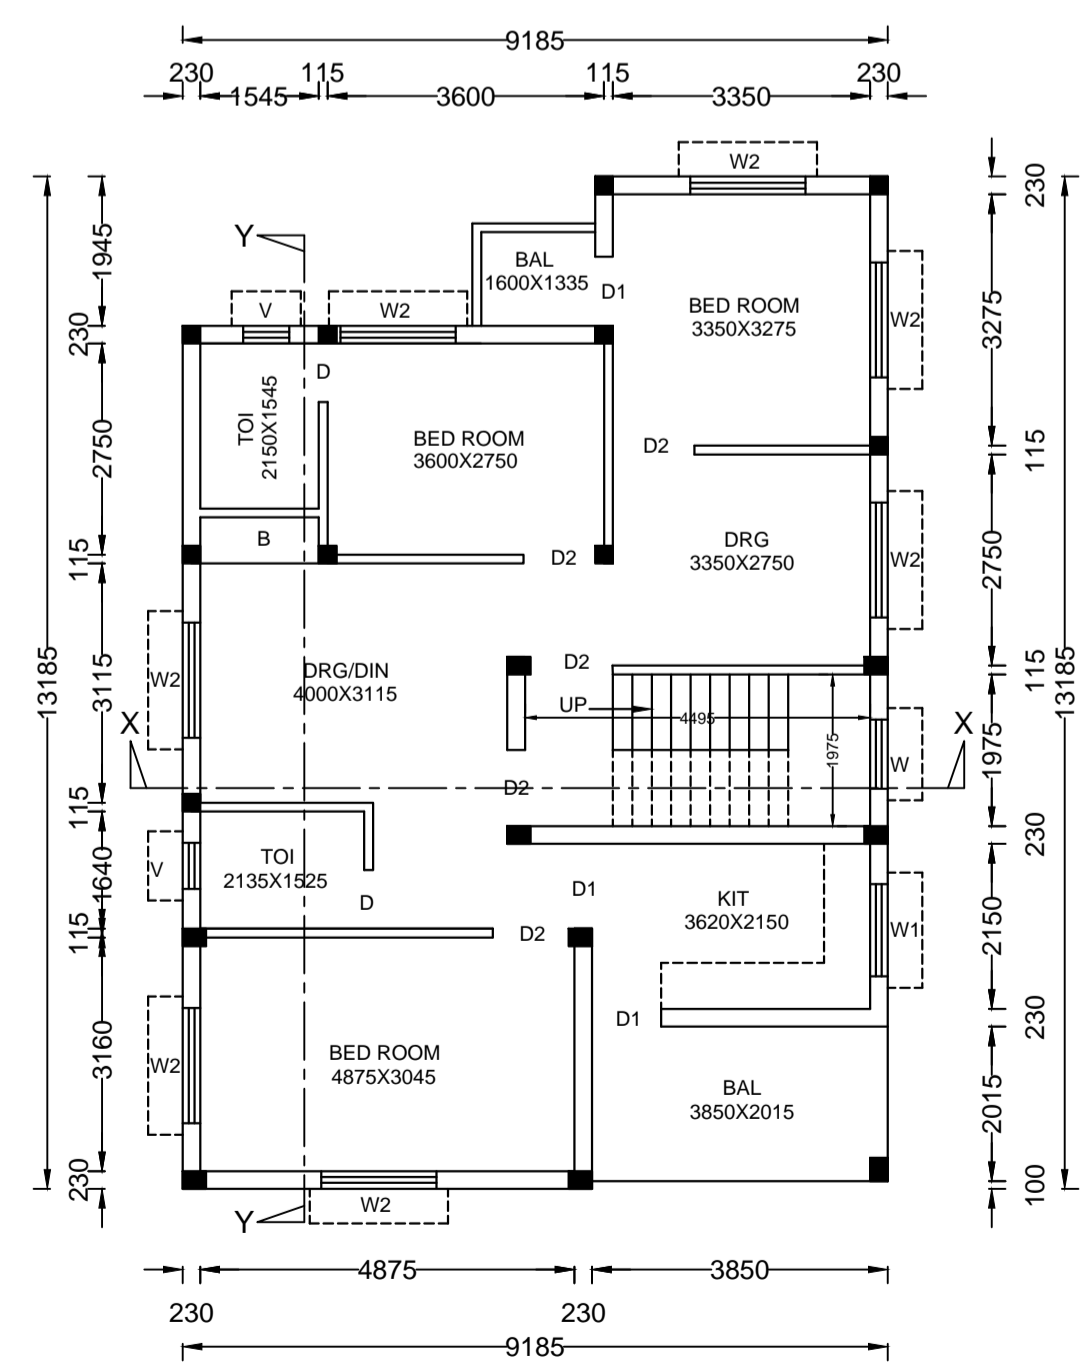 9185
230
115
115
230
1545
3600
3350
W2
230
Y
1945
BAL
1600X1335
D1
BED ROOM
3350X3275
W2
3275
V
W2
230
D
TOI
2150X1545
BED ROOM
3600X2750
2750
D2
115
B
D2
DRG
3350X2750
W2
2750
115
13185
W2
3115
DRG/DIN
4000X3115
D2
UP
4495
1975
115
13185
X
X
W
1975
D2
115
230
V
1640
TOI
2135X1525
D
D1
KIT
3620X2150
W1
2150
115
D2
D1
230
W2
3160
BED ROOM
4875X3045
BAL
3850X2015
2015
230
100
Y
W2
4875
3850
230
230
9185